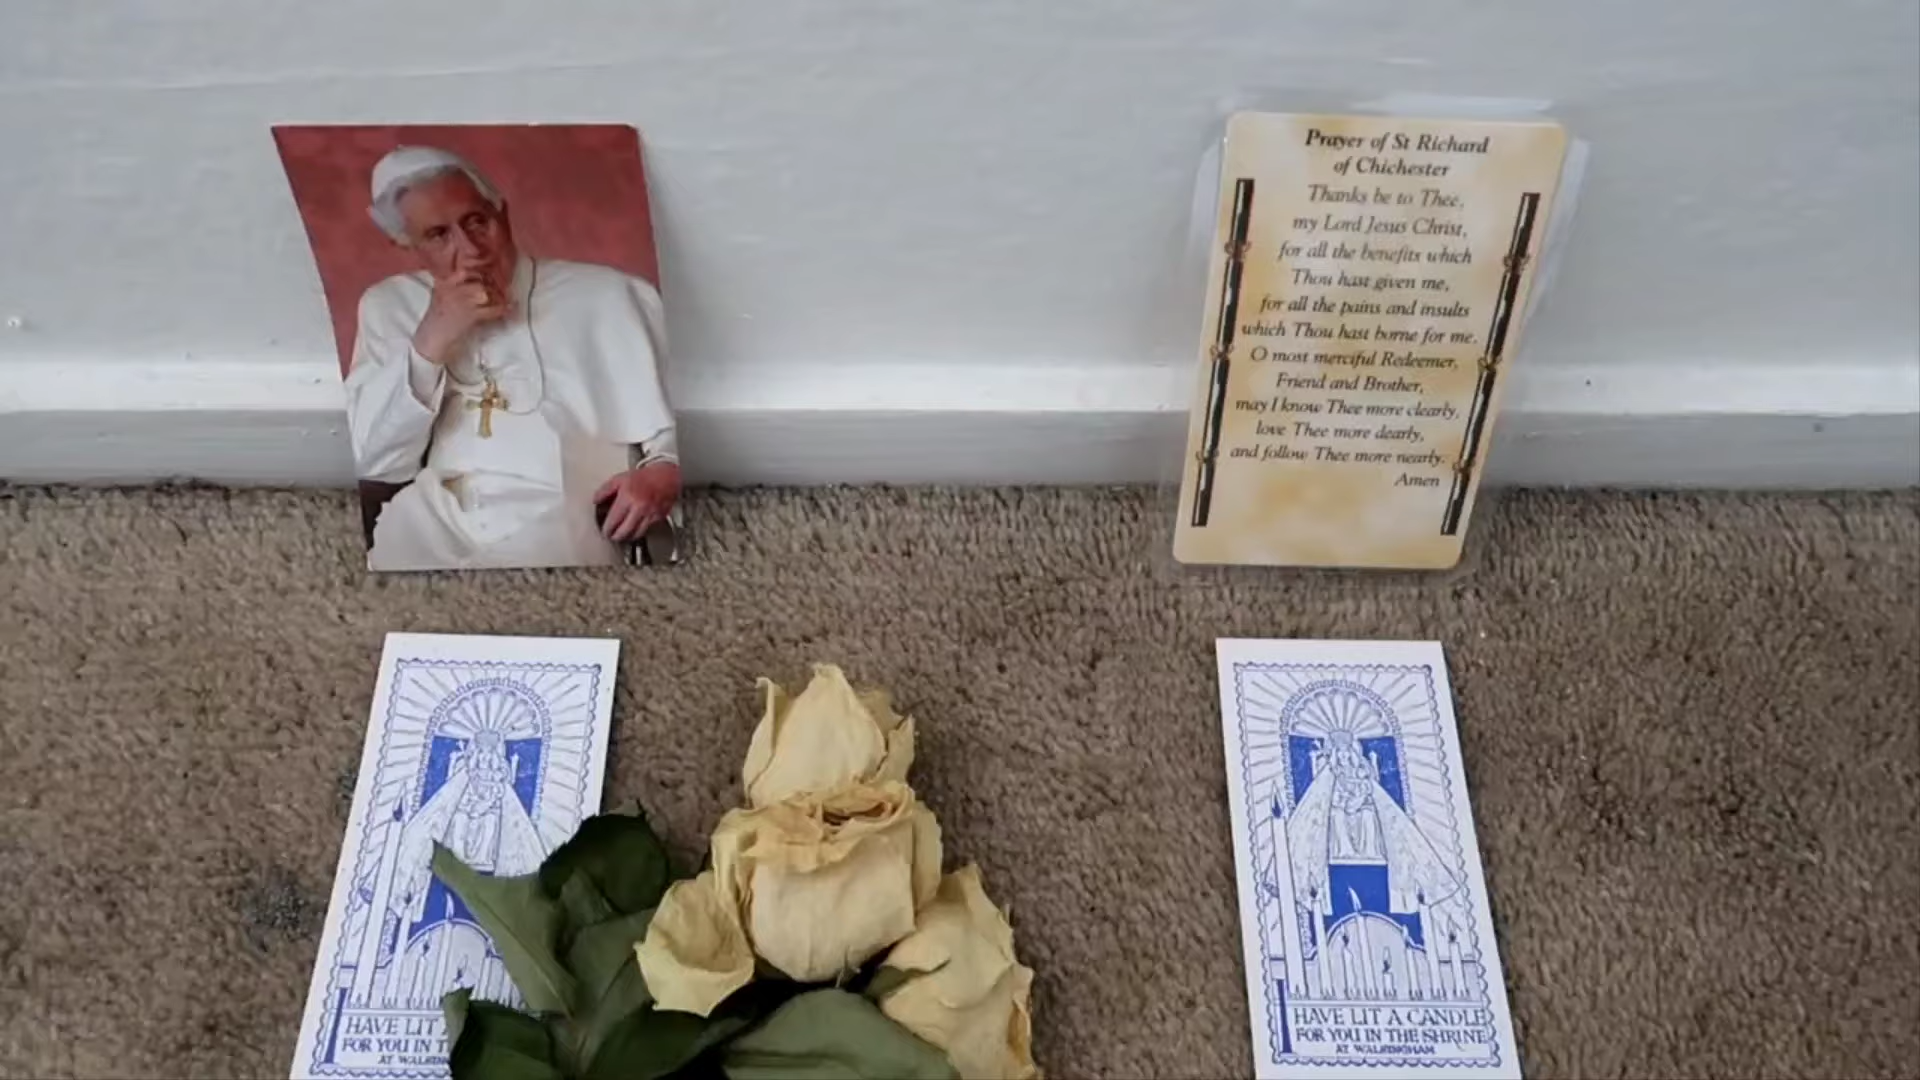 Prayer of St Richard
of Chichester
Thanks be to Thee,
my Lord Jesus Christ,
for all the benefits which
Thou hast given me,
for all the pains and insults
which Thou hast borne for me.
O most merciful Redeemer,
Friend and Brother,
may I know Thee more clearly,
love Thee more dearly,
and follow Thee more nearly.
Amen
I HAVE LIT A
FOR YOU IN T
AT WALSIN
I HAVE LIT A CANDLE
FOR YOU IN THE SHRINE
AT WALSINGHAM